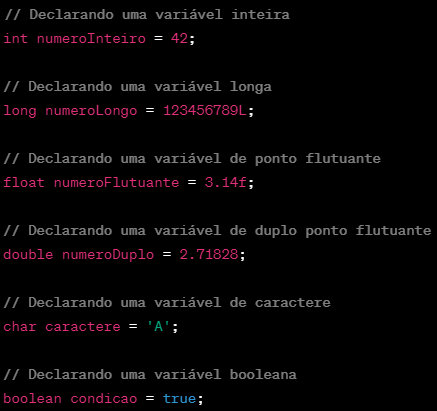 // Declarando uma variável inteira
int numeroInteiro = 42;
// Declarando uma variável longa
long numeroLongo = 123456789L;
// Declarando uma variável de ponto flutuante
float numeroFlutuante = 3.14f;
// Declarando uma variável de duplo ponto flutuante
double numeroDuplo = 2.71828;
// Declarando uma variável de caractere
char caractere = 'A';
// Declarando uma variável booleana
boolean condicao = true;